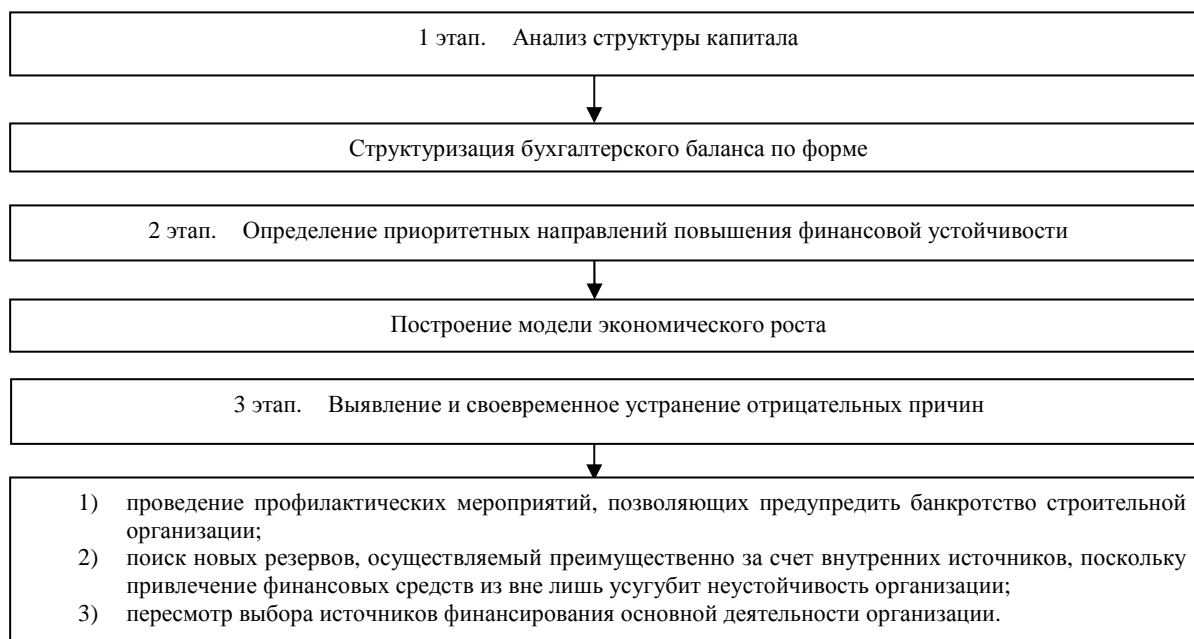 1 этап. Анализ структуры капитала
Структуризация бухгалтерского баланса по форме
2 этап. Определение приоритетных направлений повышения финансовой устойчивости
Построение модели экономического роста
3 этап. Выявление и своевременное устранение отрицательных причин
1) проведение профилактических мероприятий, позволяющих предупредить банкротство строительной
организации;
2) поиск новых резервов, осуществляемый преимущественно за счет внутренних источников, поскольку
привлечение финансовых средств из вне лишь усугубит неустойчивость организации;
3) пересмотр выбора источников финансирования основной деятельности организации.